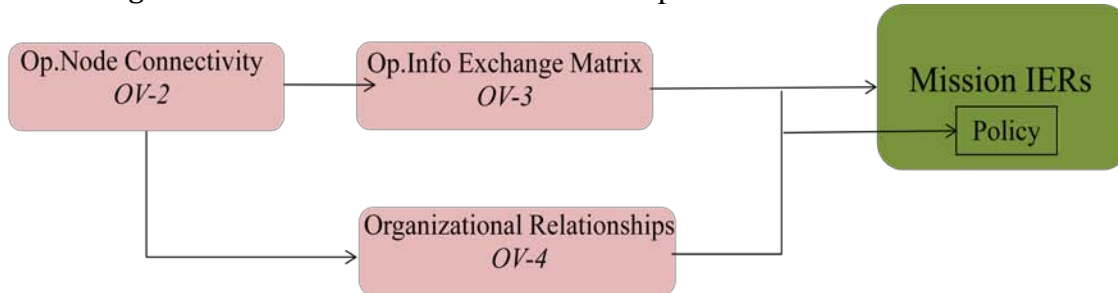 Op.Node Connectivity
OV-2
Op.Info Exchange Matrix
OV-3
Mission IERs
Policy
Organizational Relationships
OV-4